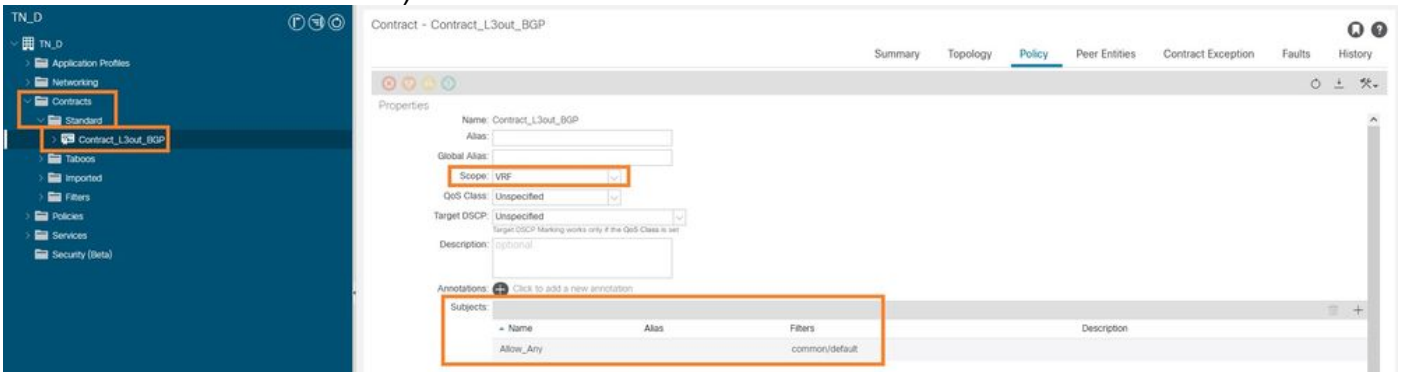 TN_D
TN_D
Application Profiles
Networking
Contracts
Standard
Contract_L3out_BGP
Taboos
Imported
Filters
Policies
Services
Security (Beta)
Contract - Contract_L3out_BGP
Summary Topology Policy Peer Entities Contract Exception Faults History
Properties
Name: Contract_L3out_BGP
Alias:
Global Alias:
Scope: VRF
QoS Class: Unspecified
Target DSCP: Unspecified
Target DSCP Marking works only if the QoS Class is set
Description: optional
Annotations: Click to add a new annotation
Subjects:
Name Alias Filters Description
Allow_Any common/default